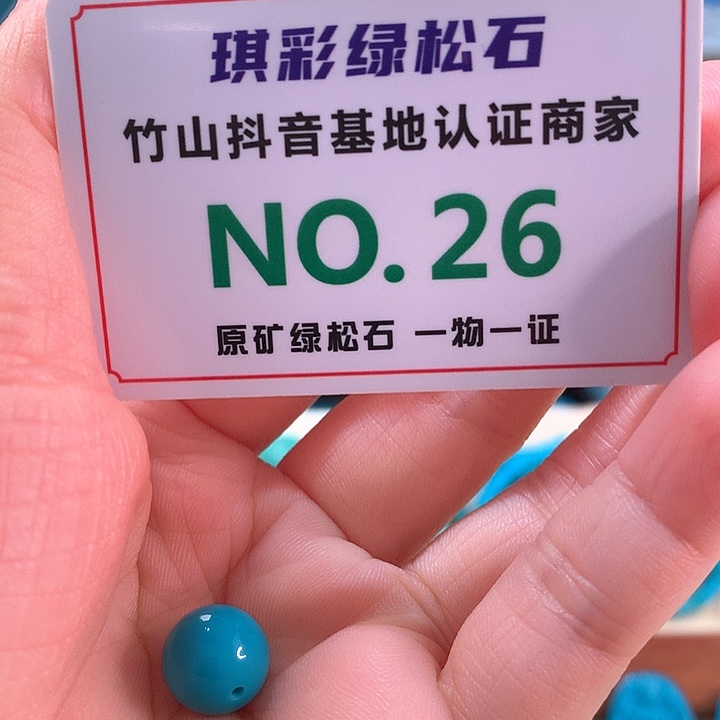 琪彩绿松石
竹山抖音基地认证商家
NO.26
原矿绿松石 一物一证